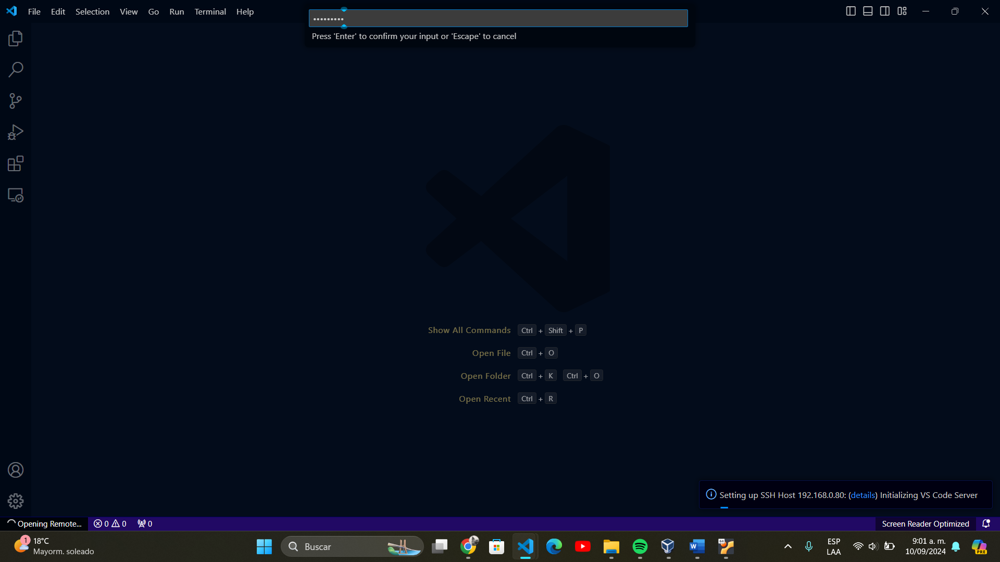 File Edit Selection View Go Run Terminal Help
•••••••••
Press 'Enter' to confirm your input or 'Escape' to cancel
Show All Commands Ctrl + Shift + P
Open File Ctrl + O
Open Folder Ctrl + K Ctrl + O
Open Recent Ctrl + R
Setting up SSH Host 192.168.0.80: (details) Initializing VS Code Server
Opening Remote... 0 0 0 Screen Reader Optimized
1
18°C
Mayorm. soleado
Buscar
W
64
ESP
LAA
9:01 a. m.
10/09/2024
PRE